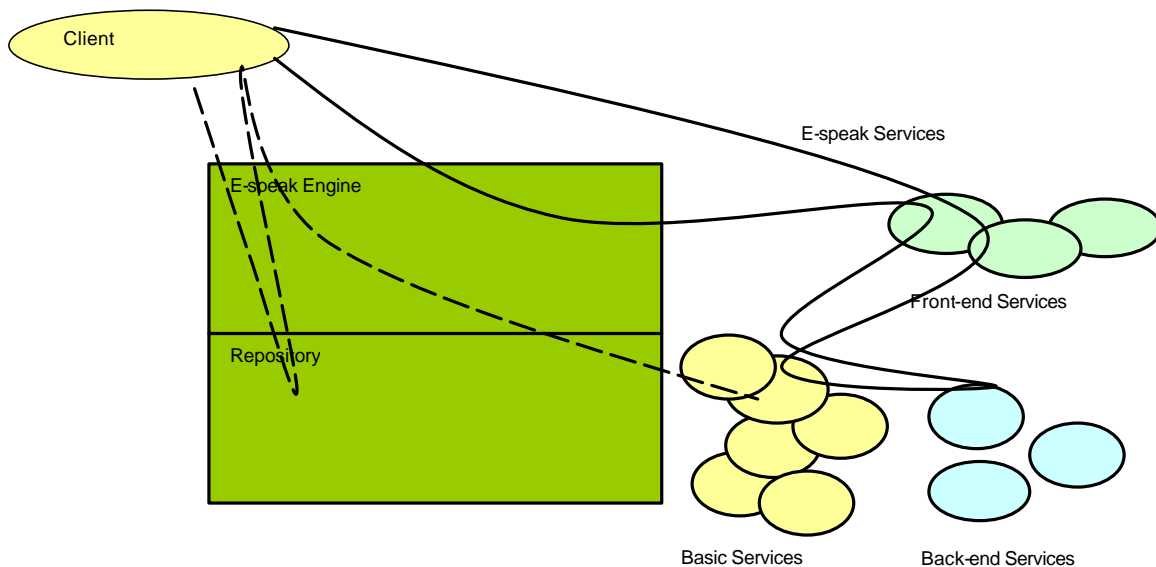 Client
E-speak Services
E-speak Engine
Front-end Services
Repository
Basic Services
Back-end Services